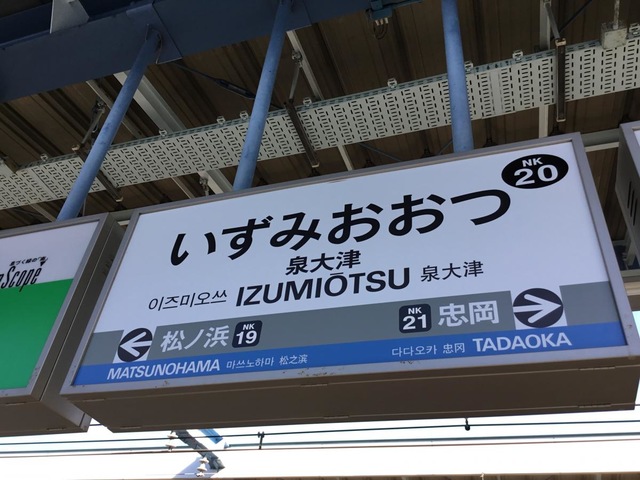 NK
20
いずみおおつ
泉大津
이즈미오쓰 IZUMIŌTSU 泉大津
松ノ浜 NK 19
NK 21 忠岡
MATSUNOHAMA 마쓰노하마 松之滨
다다오카 忠冈 TADAOKA
Scope